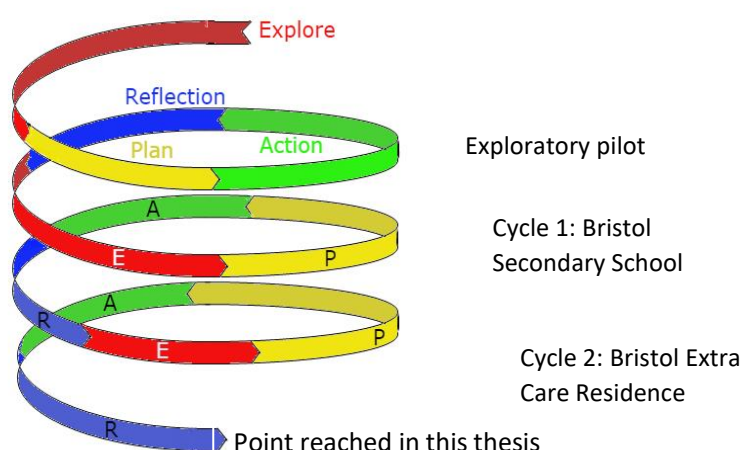 Explore
Reflection
Plan
Action
Exploratory pilot
A
E
P
Cycle 1: Bristol
Secondary School
A
R
E
P
Cycle 2: Bristol Extra
Care Residence
R
Point reached in this thesis